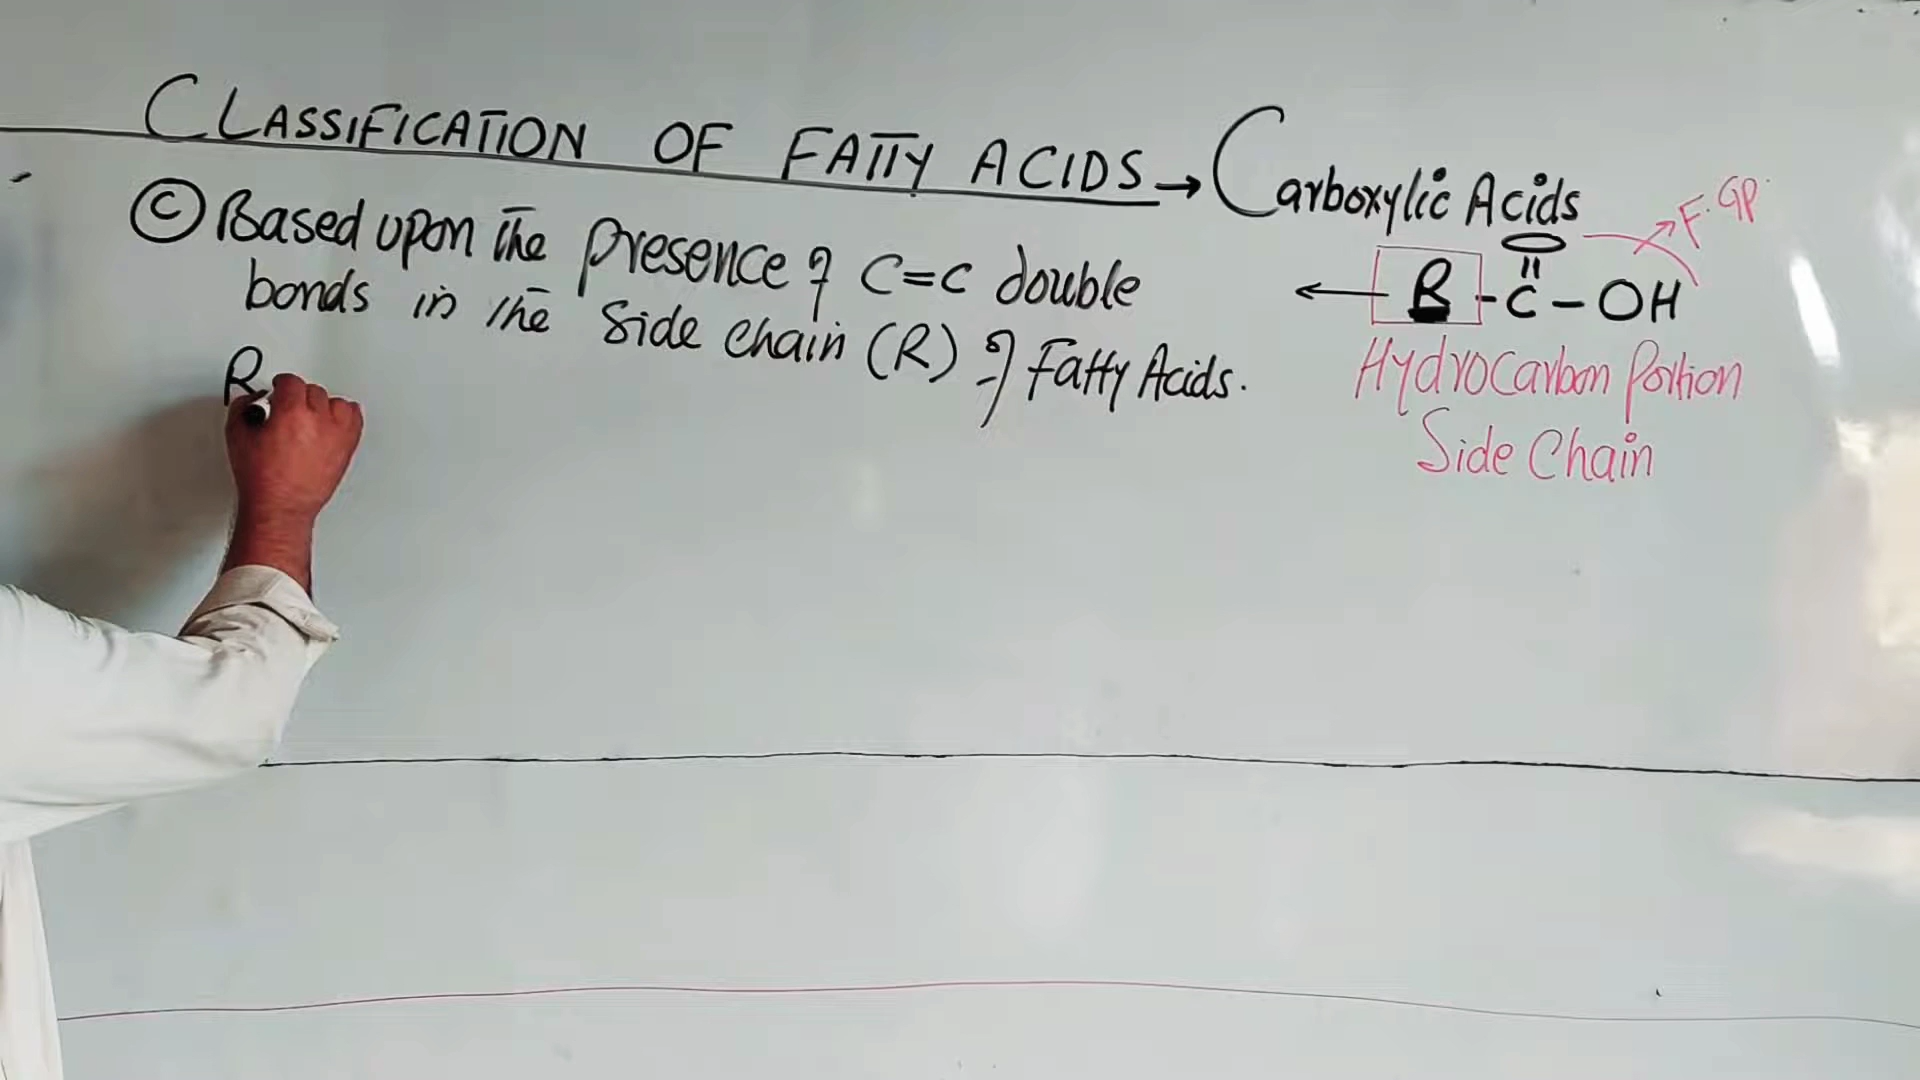 CLASSIFICATION OF FATTY ACIDS → Carboxylic Acids
F.GP.
© Based upon the presence of C=C double
bonds in the side chain (R) of Fatty Acids.
O
||
← R - C - OH
Hydrocarbon Portion
Side Chain
R